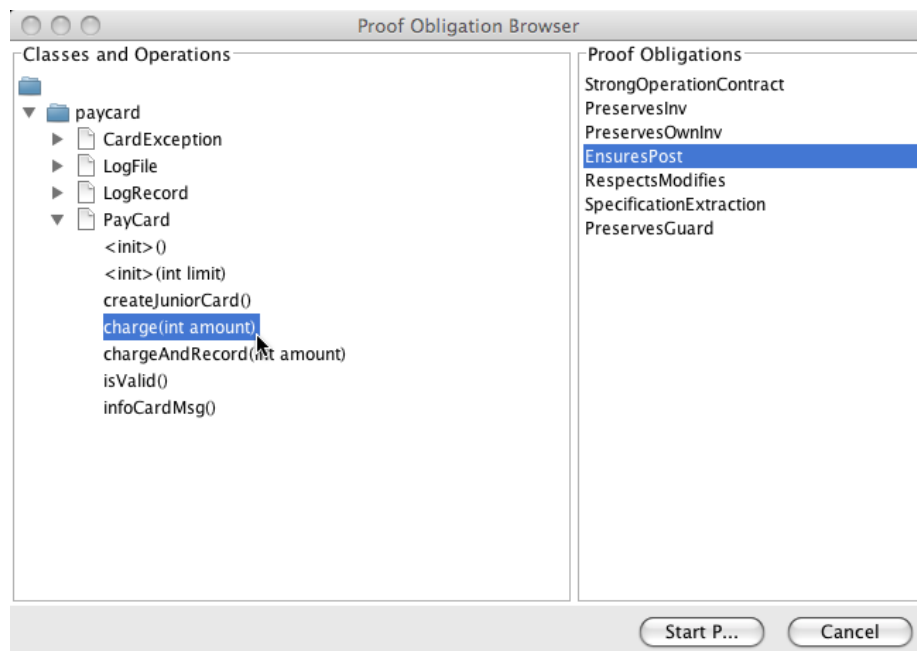 Proof Obligation Browser
Classes and Operations
paycard
CardException
LogFile
LogRecord
PayCard
<init>()
<init>(int limit)
createJuniorCard()
charge(int amount)
chargeAndRecord(int amount)
isValid()
infoCardMsg()
Proof Obligations
StrongOperationContract
PreservesInv
PreservesOwnInv
EnsuresPost
RespectsModifies
SpecificationExtraction
PreservesGuard
Start P...
Cancel